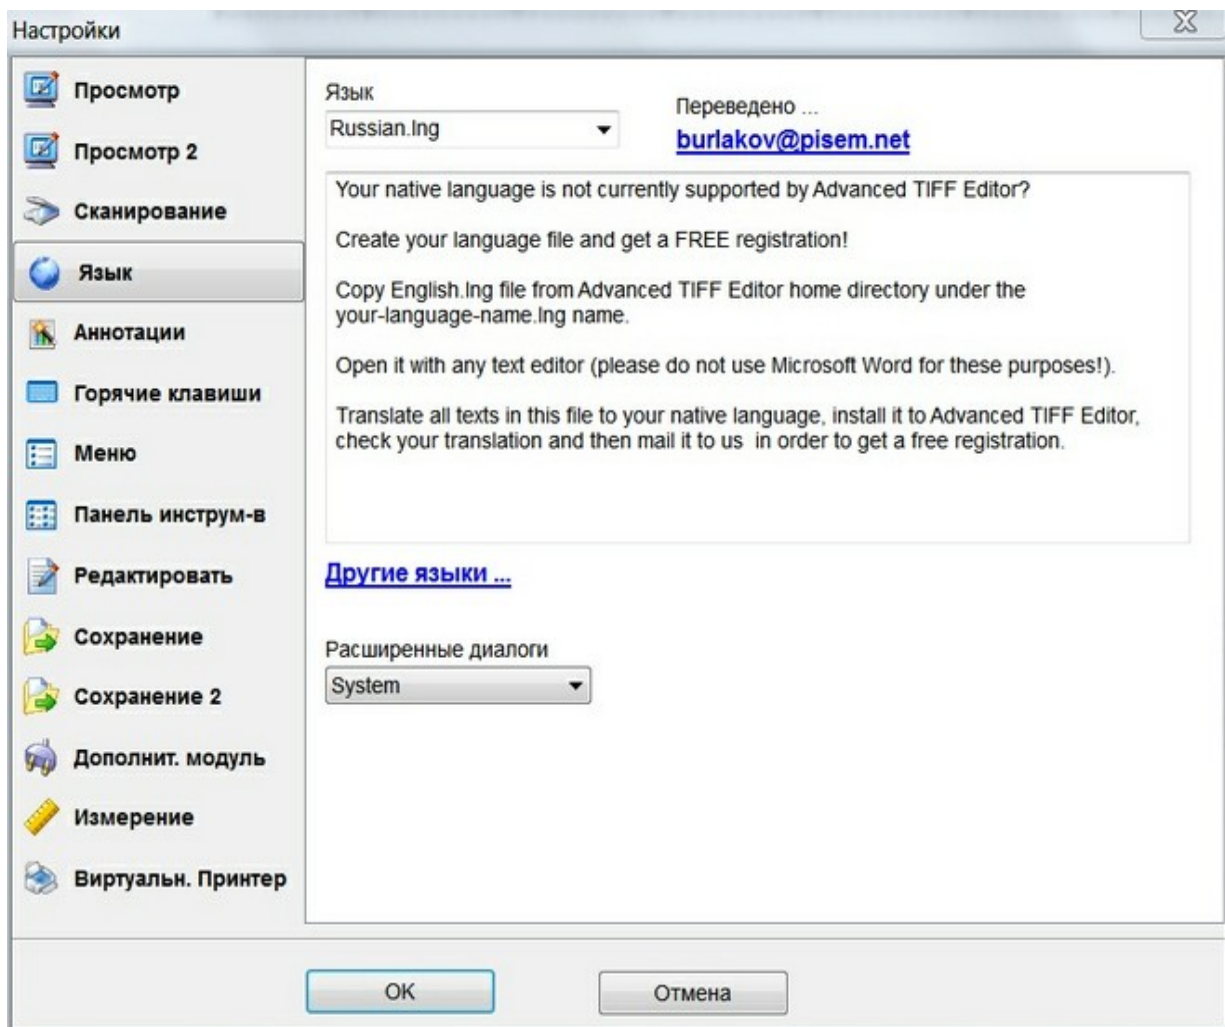 Настройки
Просмотр
Просмотр 2
Сканирование
Язык
Аннотации
Горячие клавиши
Меню
Панель инструм-в
Редактировать
Сохранение
Сохранение 2
Дополнит. модуль
Измерение
Виртуальн. Принтер
Язык
Russian.lng
Переведено ...
burlakov@pisem.net
Your native language is not currently supported by Advanced TIFF Editor?
Create your language file and get a FREE registration!
Copy English.lng file from Advanced TIFF Editor home directory under the
your-language-name.lng name.
Open it with any text editor (please do not use Microsoft Word for these purposes!).
Translate all texts in this file to your native language, install it to Advanced TIFF Editor,
check your translation and then mail it to us  in order to get a free registration.
Другие языки ...
Расширенные диалоги
System
OK
Отмена